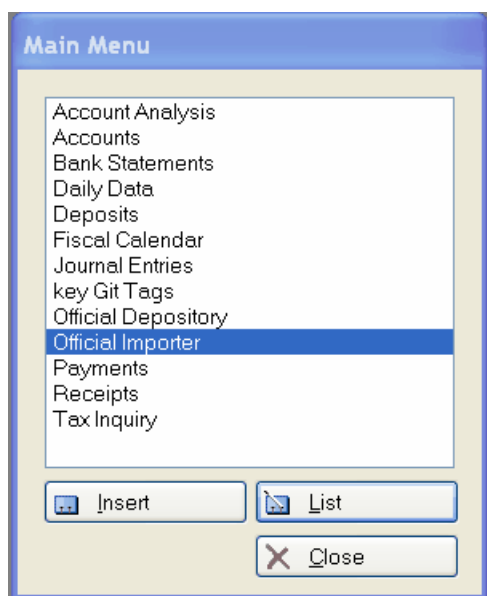 Main Menu
Account Analysis
Accounts
Bank Statements
Daily Data
Deposits
Fiscal Calendar
Journal Entries
key Git Tags
Official Depository
Official Importer
Payments
Receipts
Tax Inquiry
Insert
List
Close